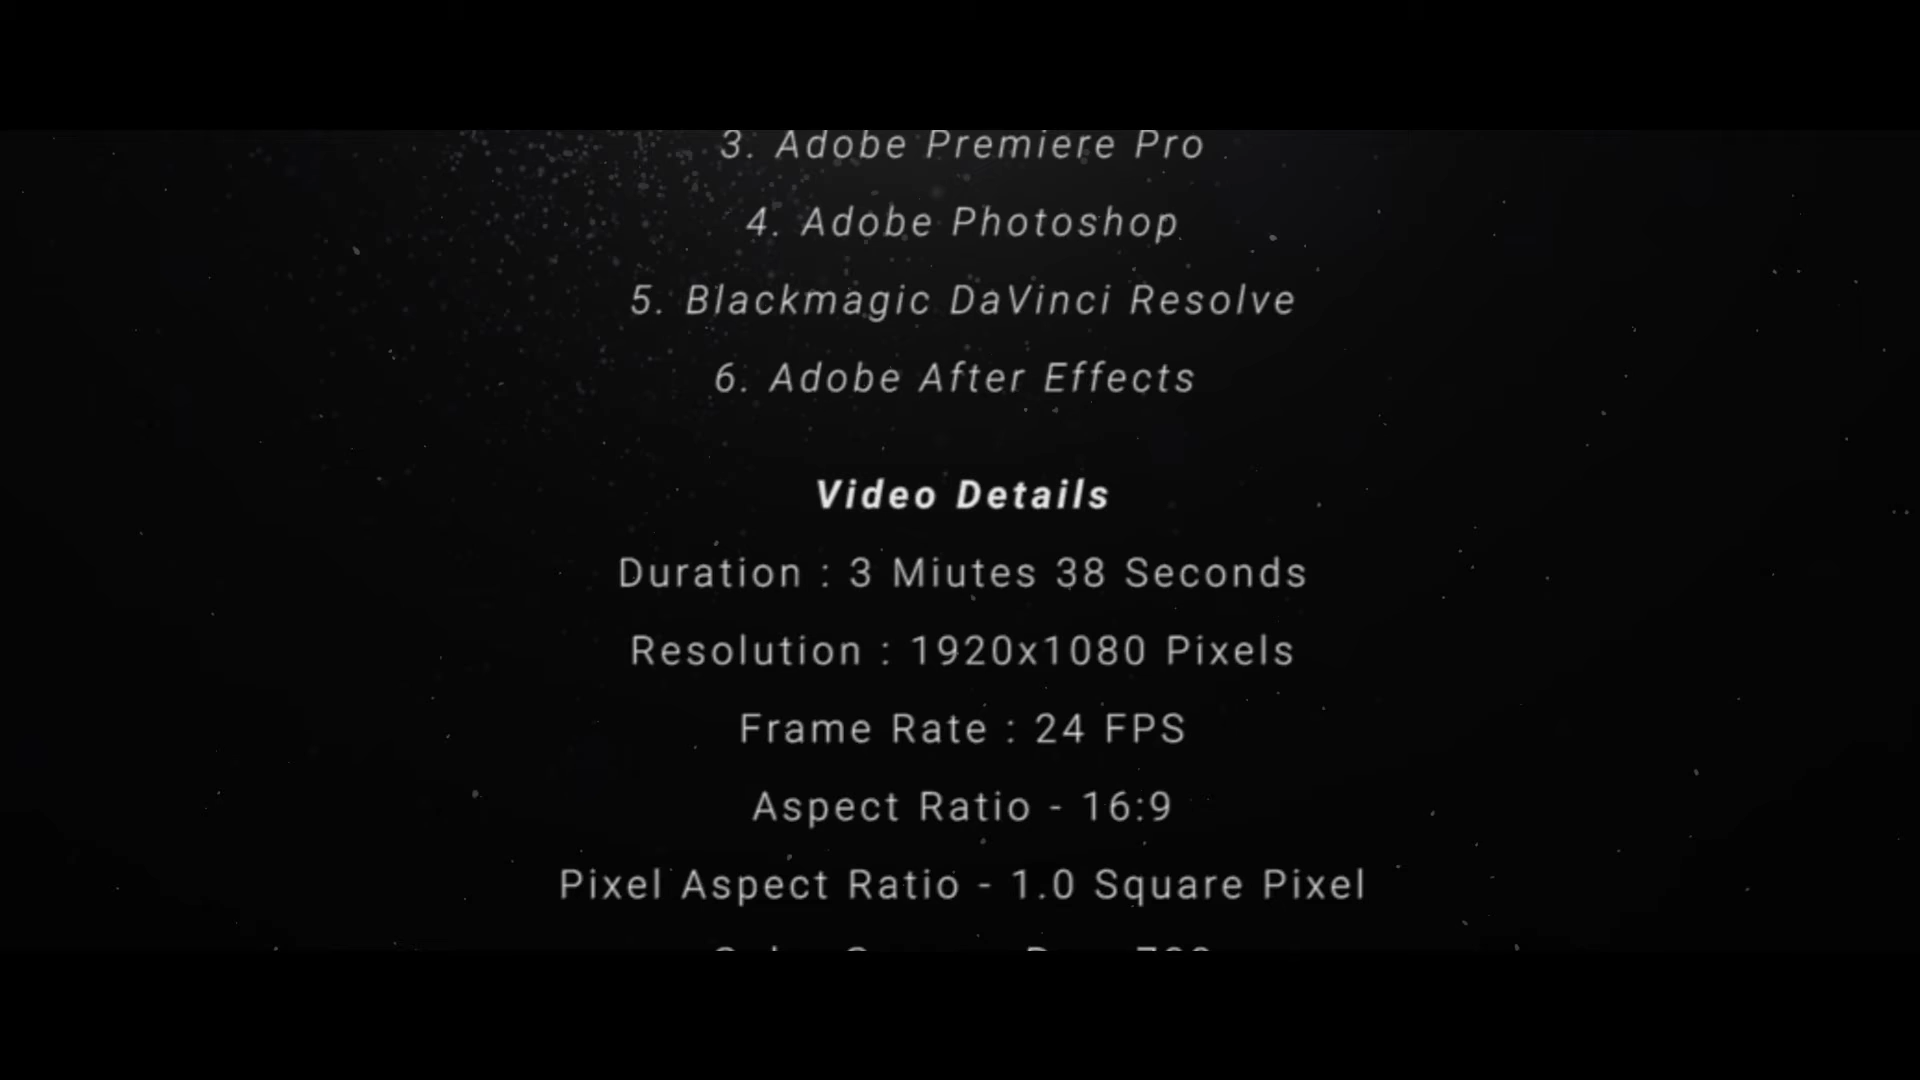 3. Adobe Premiere Pro
4. Adobe Photoshop
5. Blackmagic DaVinci Resolve
6. Adobe After Effects
Video Details
Duration : 3 Miutes 38 Seconds
Resolution : 1920x1080 Pixels
Frame Rate : 24 FPS
Aspect Ratio - 16:9
Pixel Aspect Ratio - 1.0 Square Pixel